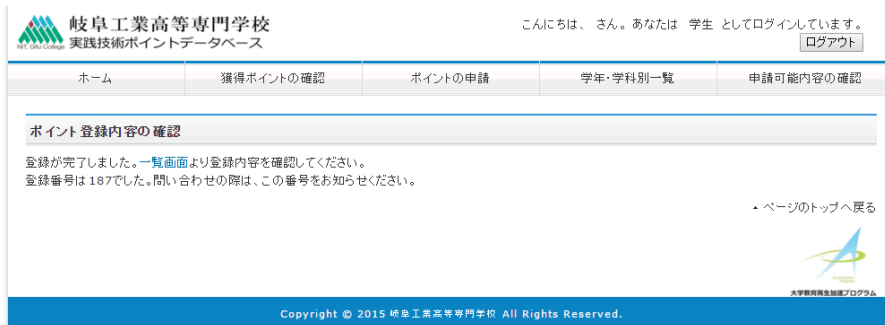 岐阜工業高等専門学校
実践技術ポイントデータベース
NIT, Gifu College
こんにちは、 さん。あなたは 学生 としてログインしています。
ログアウト
ホーム 獲得ポイントの確認 ポイントの申請 学年・学科別一覧 申請可能内容の確認
ポイント登録内容の確認
登録が完了しました。一覧画面より登録内容を確認してください。
登録番号は187でした。問い合わせの際は、この番号をお知らせください。
ページのトップへ戻る
大学教育再生加速プログラム
Copyright © 2015 岐阜工業高等専門学校 All Rights Reserved.